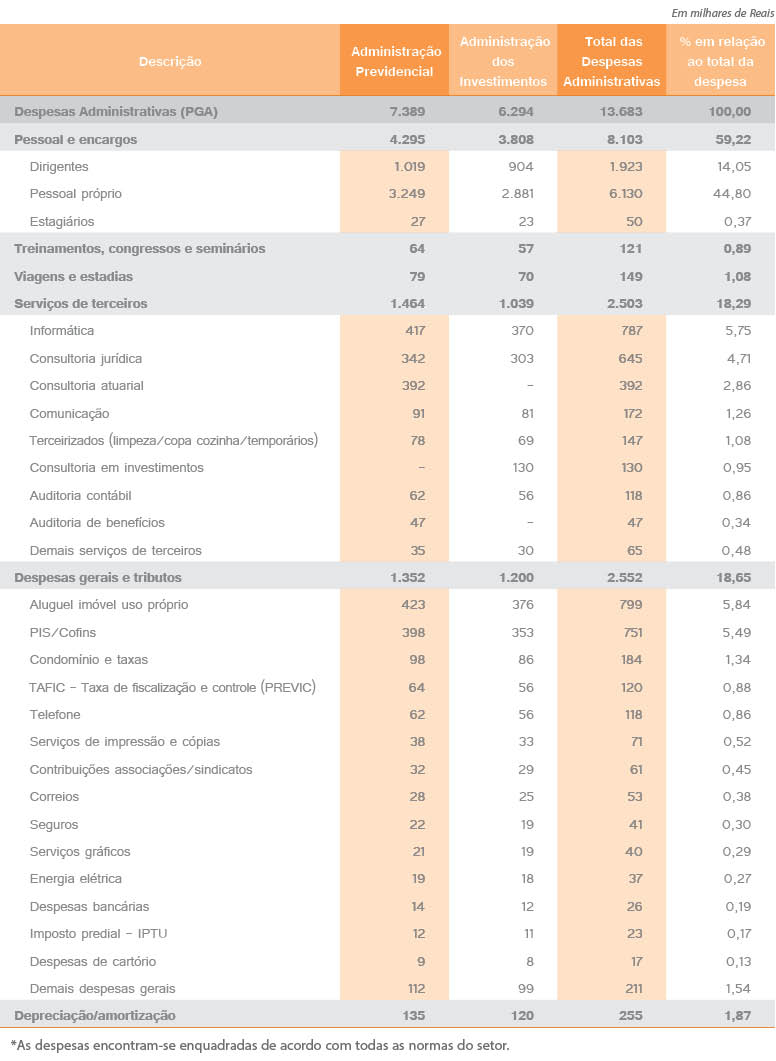 Em milhares de Reais
Descrição Administração Previdencial Administração dos Investimentos Total das Despesas Administrativas % em relação ao total da despesa
Despesas Administrativas (PGA) 7.389 6.294 13.683 100,00
Pessoal e encargos 4.295 3.808 8.103 59,22
Dirigentes 1.019 904 1.923 14,05
Pessoal próprio 3.249 2.881 6.130 44,80
Estagiários 27 23 50 0,37
Treinamentos, congressos e seminários 64 57 121 0,89
Viagens e estadias 79 70 149 1,08
Serviços de terceiros 1.464 1.039 2.503 18,29
Informática 417 370 787 5,75
Consultoria jurídica 342 303 645 4,71
Consultoria atuarial 392 – 392 2,86
Comunicação 91 81 172 1,26
Terceirizados (limpeza/copa cozinha/temporários) 78 69 147 1,08
Consultoria em investimentos – 130 130 0,95
Auditoria contábil 62 56 118 0,86
Auditoria de benefícios 47 – 47 0,34
Demais serviços de terceiros 35 30 65 0,48
Despesas gerais e tributos 1.352 1.200 2.552 18,65
Aluguel imóvel uso próprio 423 376 799 5,84
PIS/Cofins 398 353 751 5,49
Condomínio e taxas 98 86 184 1,34
TAFIC – Taxa de fiscalização e controle (PREVIC) 64 56 120 0,88
Telefone 62 56 118 0,86
Serviços de impressão e cópias 38 33 71 0,52
Contribuições associações/sindicatos 32 29 61 0,45
Correios 28 25 53 0,38
Seguros 22 19 41 0,30
Serviços gráficos 21 19 40 0,29
Energia elétrica 19 18 37 0,27
Despesas bancárias 14 12 26 0,19
Imposto predial – IPTU 12 11 23 0,17
Despesas de cartório 9 8 17 0,13
Demais despesas gerais 112 99 211 1,54
Depreciação/amortização 135 120 255 1,87
*As despesas encontram-se enquadradas de acordo com todas as normas do setor.